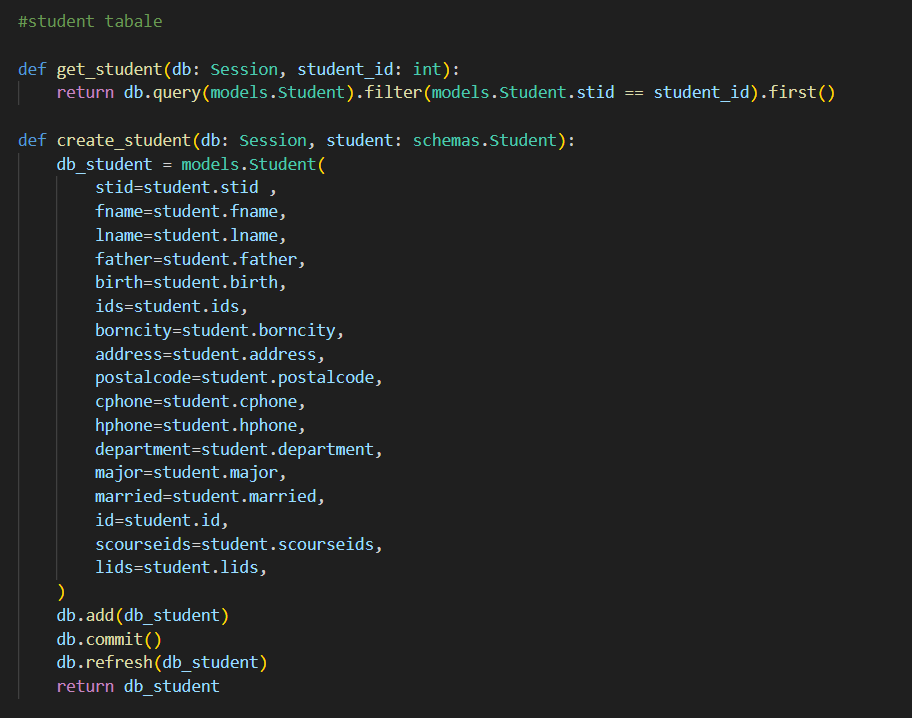 #student tabale
def get_student(db: Session, student_id: int):
    return db.query(models.Student).filter(models.Student.stid == student_id).first()
def create_student(db: Session, student: schemas.Student):
    db_student = models.Student(
        stid=student.stid ,
        fname=student.fname,
        lname=student.lname,
        father=student.father,
        birth=student.birth,
        ids=student.ids,
        borncity=student.borncity,
        address=student.address,
        postalcode=student.postalcode,
        cphone=student.cphone,
        hphone=student.hphone,
        department=student.department,
        major=student.major,
        married=student.married,
        id=student.id,
        scourseids=student.scourseids,
        lids=student.lids,
    )
    db.add(db_student)
    db.commit()
    db.refresh(db_student)
    return db_student